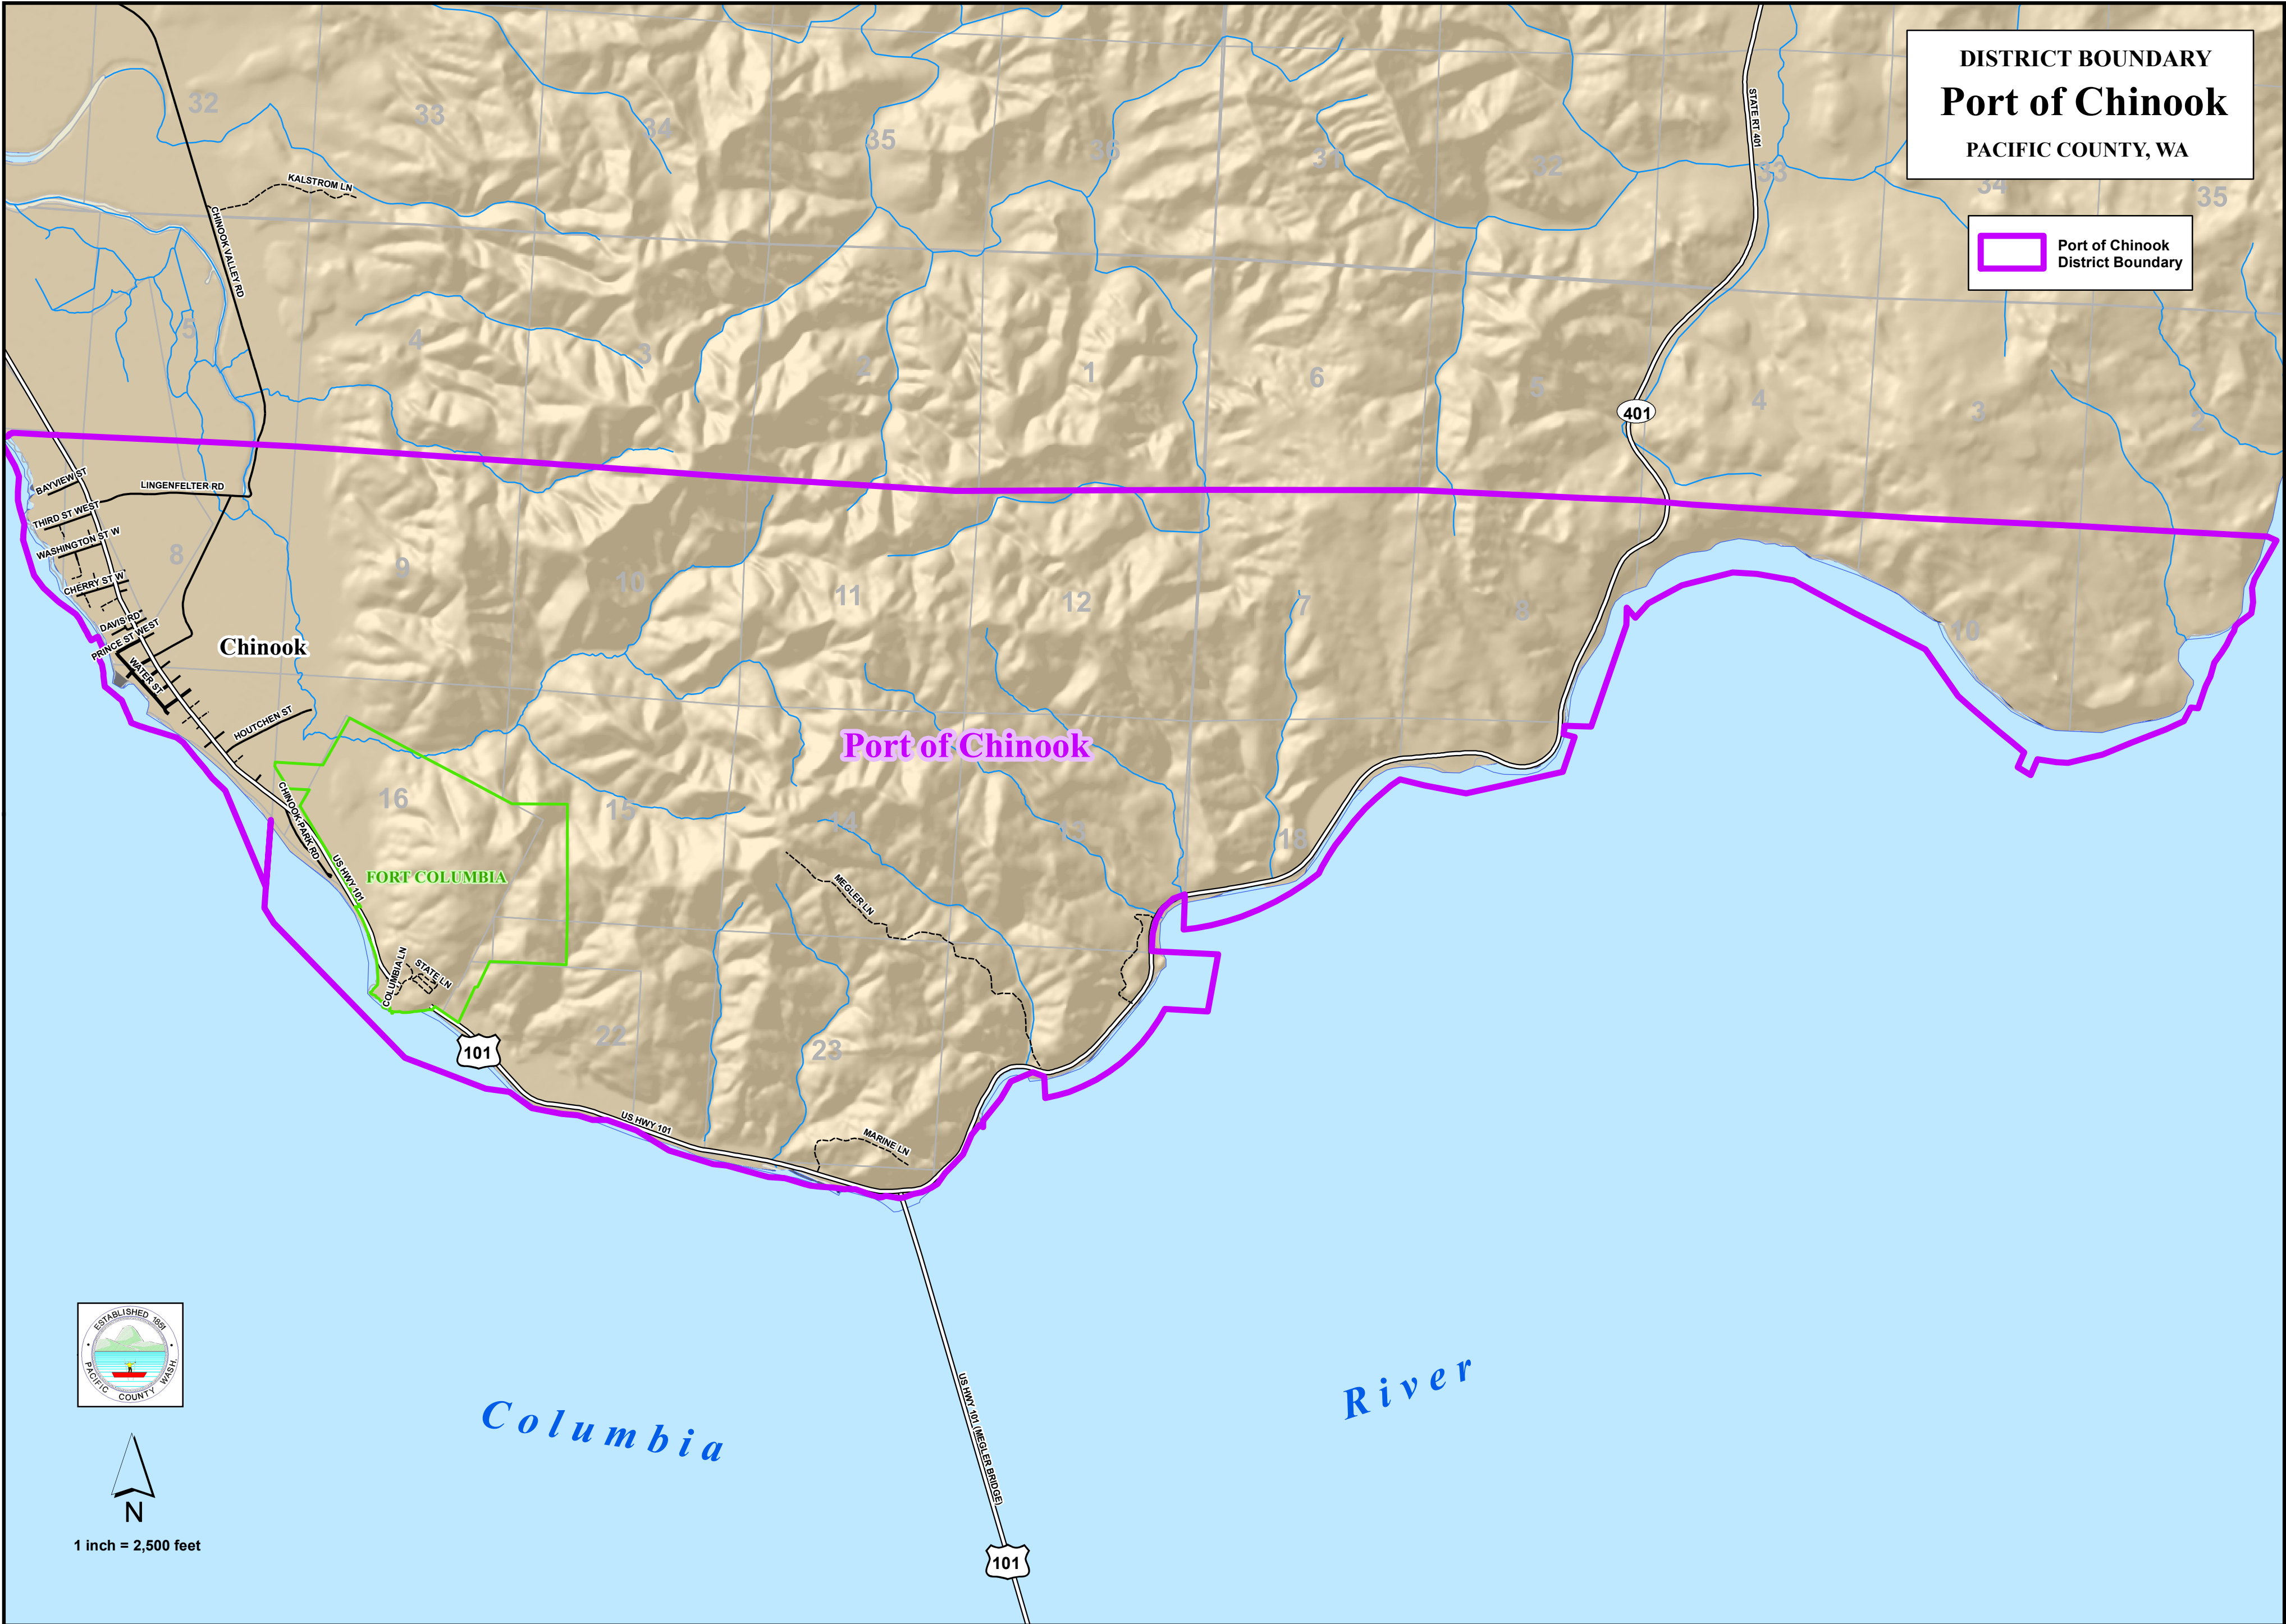 DISTRICT BOUNDARY
Port of Chinook
PACIFIC COUNTY, WA
Port of Chinook
District Boundary
32
33
34
35
36
31
32
33
34
35
STATE RT 401
KALSTROM LN
CHINOOK VALLEY RD
5
4
3
2
1
6
5
4
3
2
401
BAYVIEW ST
LINGENFELTER RD
THIRD ST WEST
WASHINGTON ST W
CHERRY ST W
DAVIS RD
PRINCE ST WEST
WATER ST
HOUTCHEN ST
Chinook
8
9
10
11
12
7
8
10
Port of Chinook
16
15
14
13
18
CHINOOK PARK RD
US HWY 101
FORT COLUMBIA
MEGLER LN
COLUMBIA LN
STATE LN
101
22
23
US HWY 101
MARINE LN
US HWY 101 (MEGLER BRIDGE)
101
Columbia
River
ESTABLISHED 1851
PACIFIC COUNTY WASH.
N
1 inch = 2,500 feet